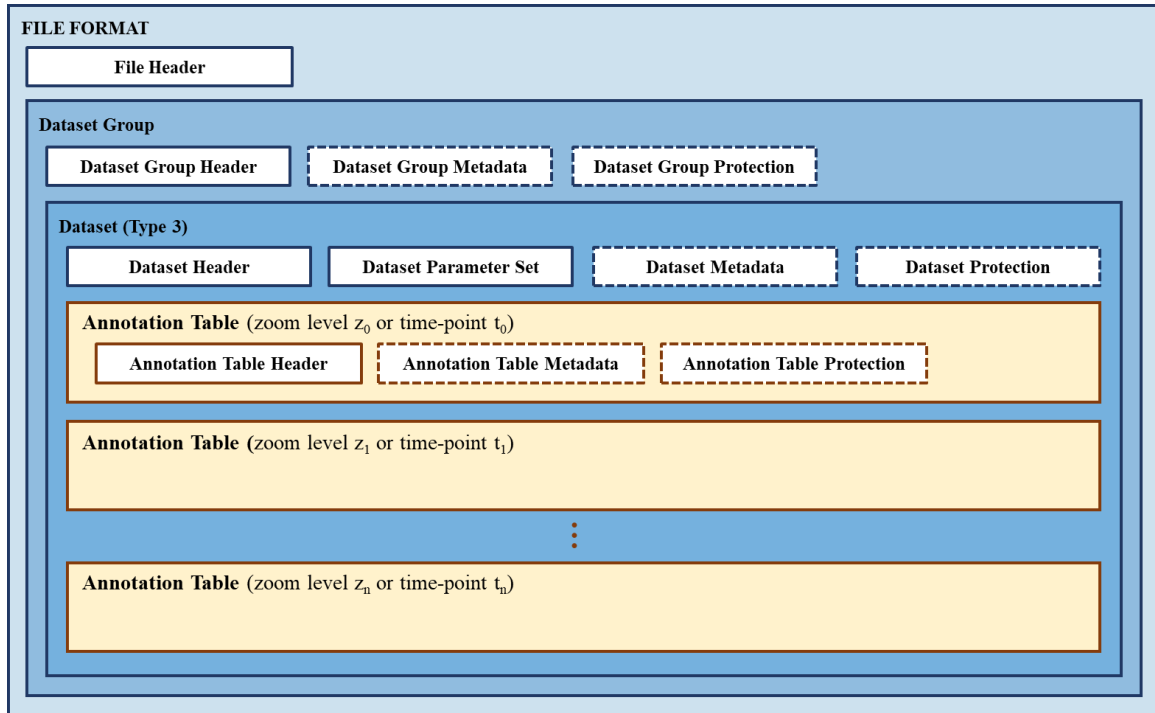 FILE FORMAT
File Header
Dataset Group
Dataset Group Header
Dataset Group Metadata
Dataset Group Protection
Dataset (Type 3)
Dataset Header
Dataset Parameter Set
Dataset Metadata
Dataset Protection
Annotation Table (zoom level z0 or time-point t0)
Annotation Table Header
Annotation Table Metadata
Annotation Table Protection
Annotation Table (zoom level z1 or time-point t1)
Annotation Table (zoom level zn or time-point tn)